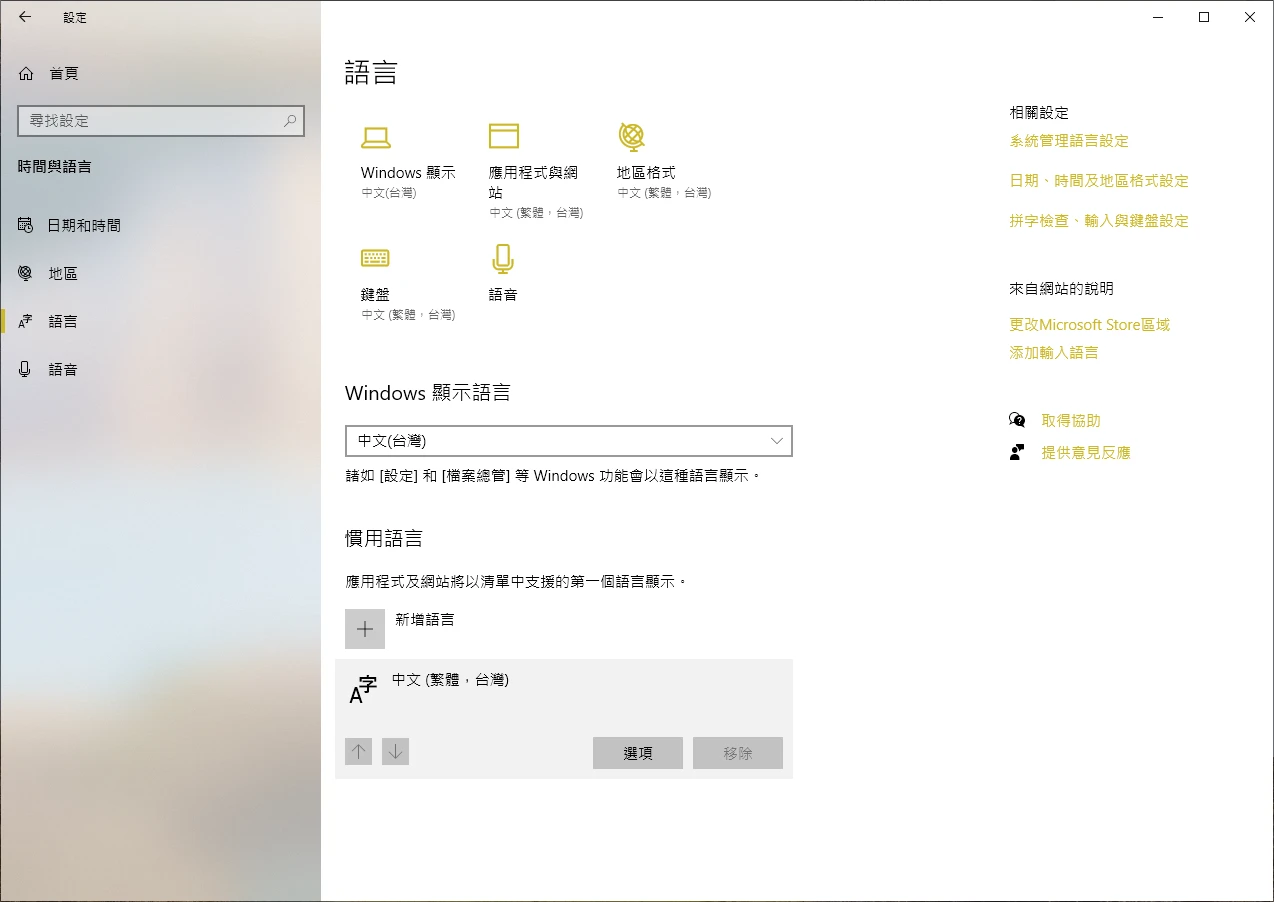 設定
首頁
尋找設定
時間與語言
日期和時間
地區
語言
語音
語言
Windows 顯示
中文(台灣)
應用程式與網
站
中文 (繁體，台灣)
地區格式
中文 (繁體，台灣)
鍵盤
中文 (繁體，台灣)
語音
Windows 顯示語言
中文(台灣)
諸如 [設定] 和 [檔案總管] 等 Windows 功能會以這種語言顯示。
慣用語言
應用程式及網站將以清單中支援的第一個語言顯示。
新增語言
中文 (繁體，台灣)
選項
移除
相關設定
系統管理語言設定
日期、時間及地區格式設定
拼字檢查、輸入與鍵盤設定
來自網站的說明
更改Microsoft Store區域
添加輸入語言
取得協助
提供意見反應